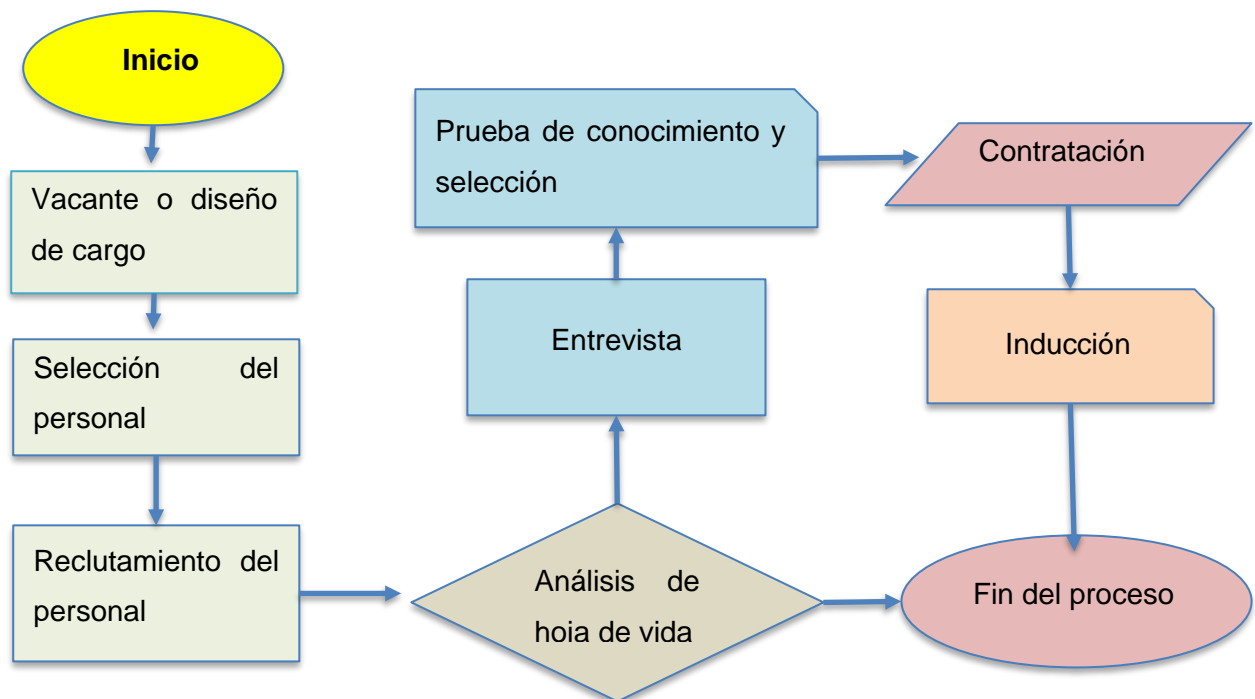 Inicio
Vacante o diseño
de cargo
Selección del
personal
Reclutamiento del
personal
Análisis de
hoja de vida
Entrevista
Prueba de conocimiento y
selección
Contratación
Inducción
Fin del proceso